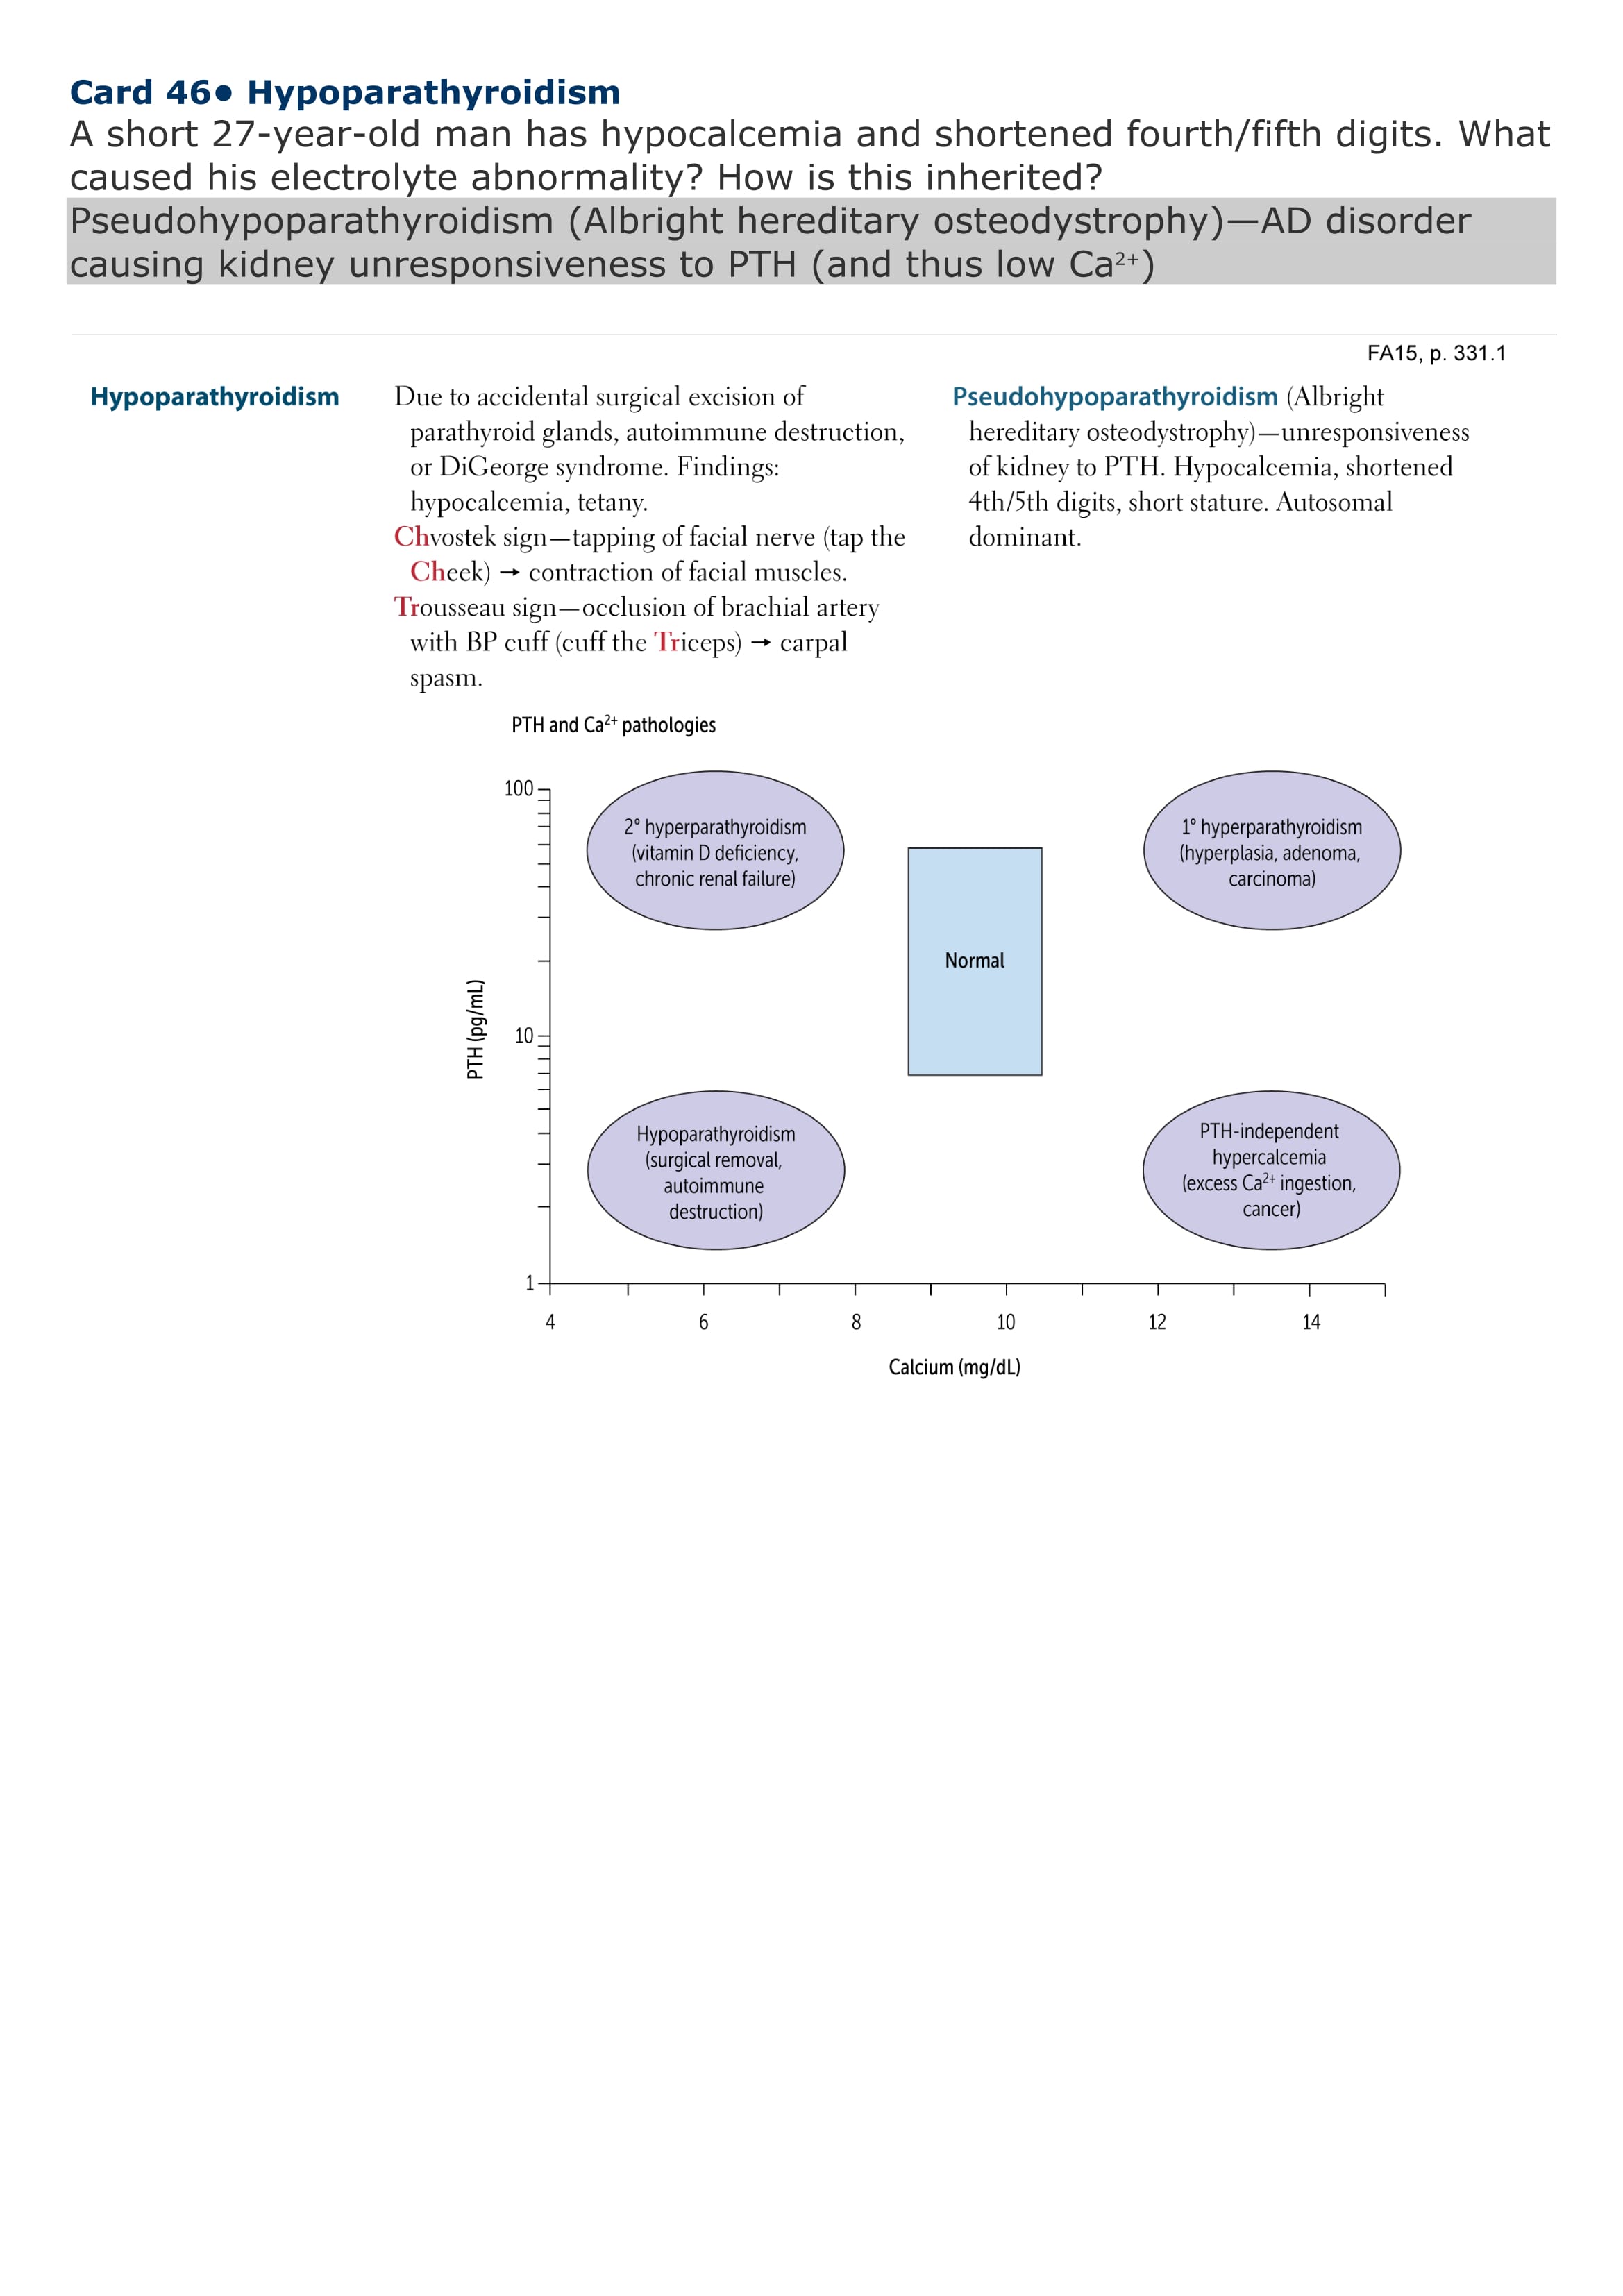 Card 46● Hypoparathyroidism
A short 27-year-old man has hypocalcemia and shortened fourth/fifth digits. What
caused his electrolyte abnormality? How is this inherited?
Pseudohypoparathyroidism (Albright hereditary osteodystrophy)—AD disorder
causing kidney unresponsiveness to PTH (and thus low Ca²⁺)
FA15, p. 331.1
Hypoparathyroidism
Due to accidental surgical excision of
parathyroid glands, autoimmune destruction,
or DiGeorge syndrome. Findings:
hypocalcemia, tetany.
Chvostek sign—tapping of facial nerve (tap the
Cheek) → contraction of facial muscles.
Trousseau sign—occlusion of brachial artery
with BP cuff (cuff the Triceps) → carpal
spasm.
Pseudohypoparathyroidism (Albright
hereditary osteodystrophy)—unresponsiveness
of kidney to PTH. Hypocalcemia, shortened
4th/5th digits, short stature. Autosomal
dominant.
PTH and Ca²⁺ pathologies
100
2° hyperparathyroidism
(vitamin D deficiency,
chronic renal failure)
1° hyperparathyroidism
(hyperplasia, adenoma,
carcinoma)
Normal
PTH (pg/mL)
10
Hypoparathyroidism
(surgical removal,
autoimmune
destruction)
PTH-independent
hypercalcemia
(excess Ca²⁺ ingestion,
cancer)
1
4 6 8 10 12 14
Calcium (mg/dL)